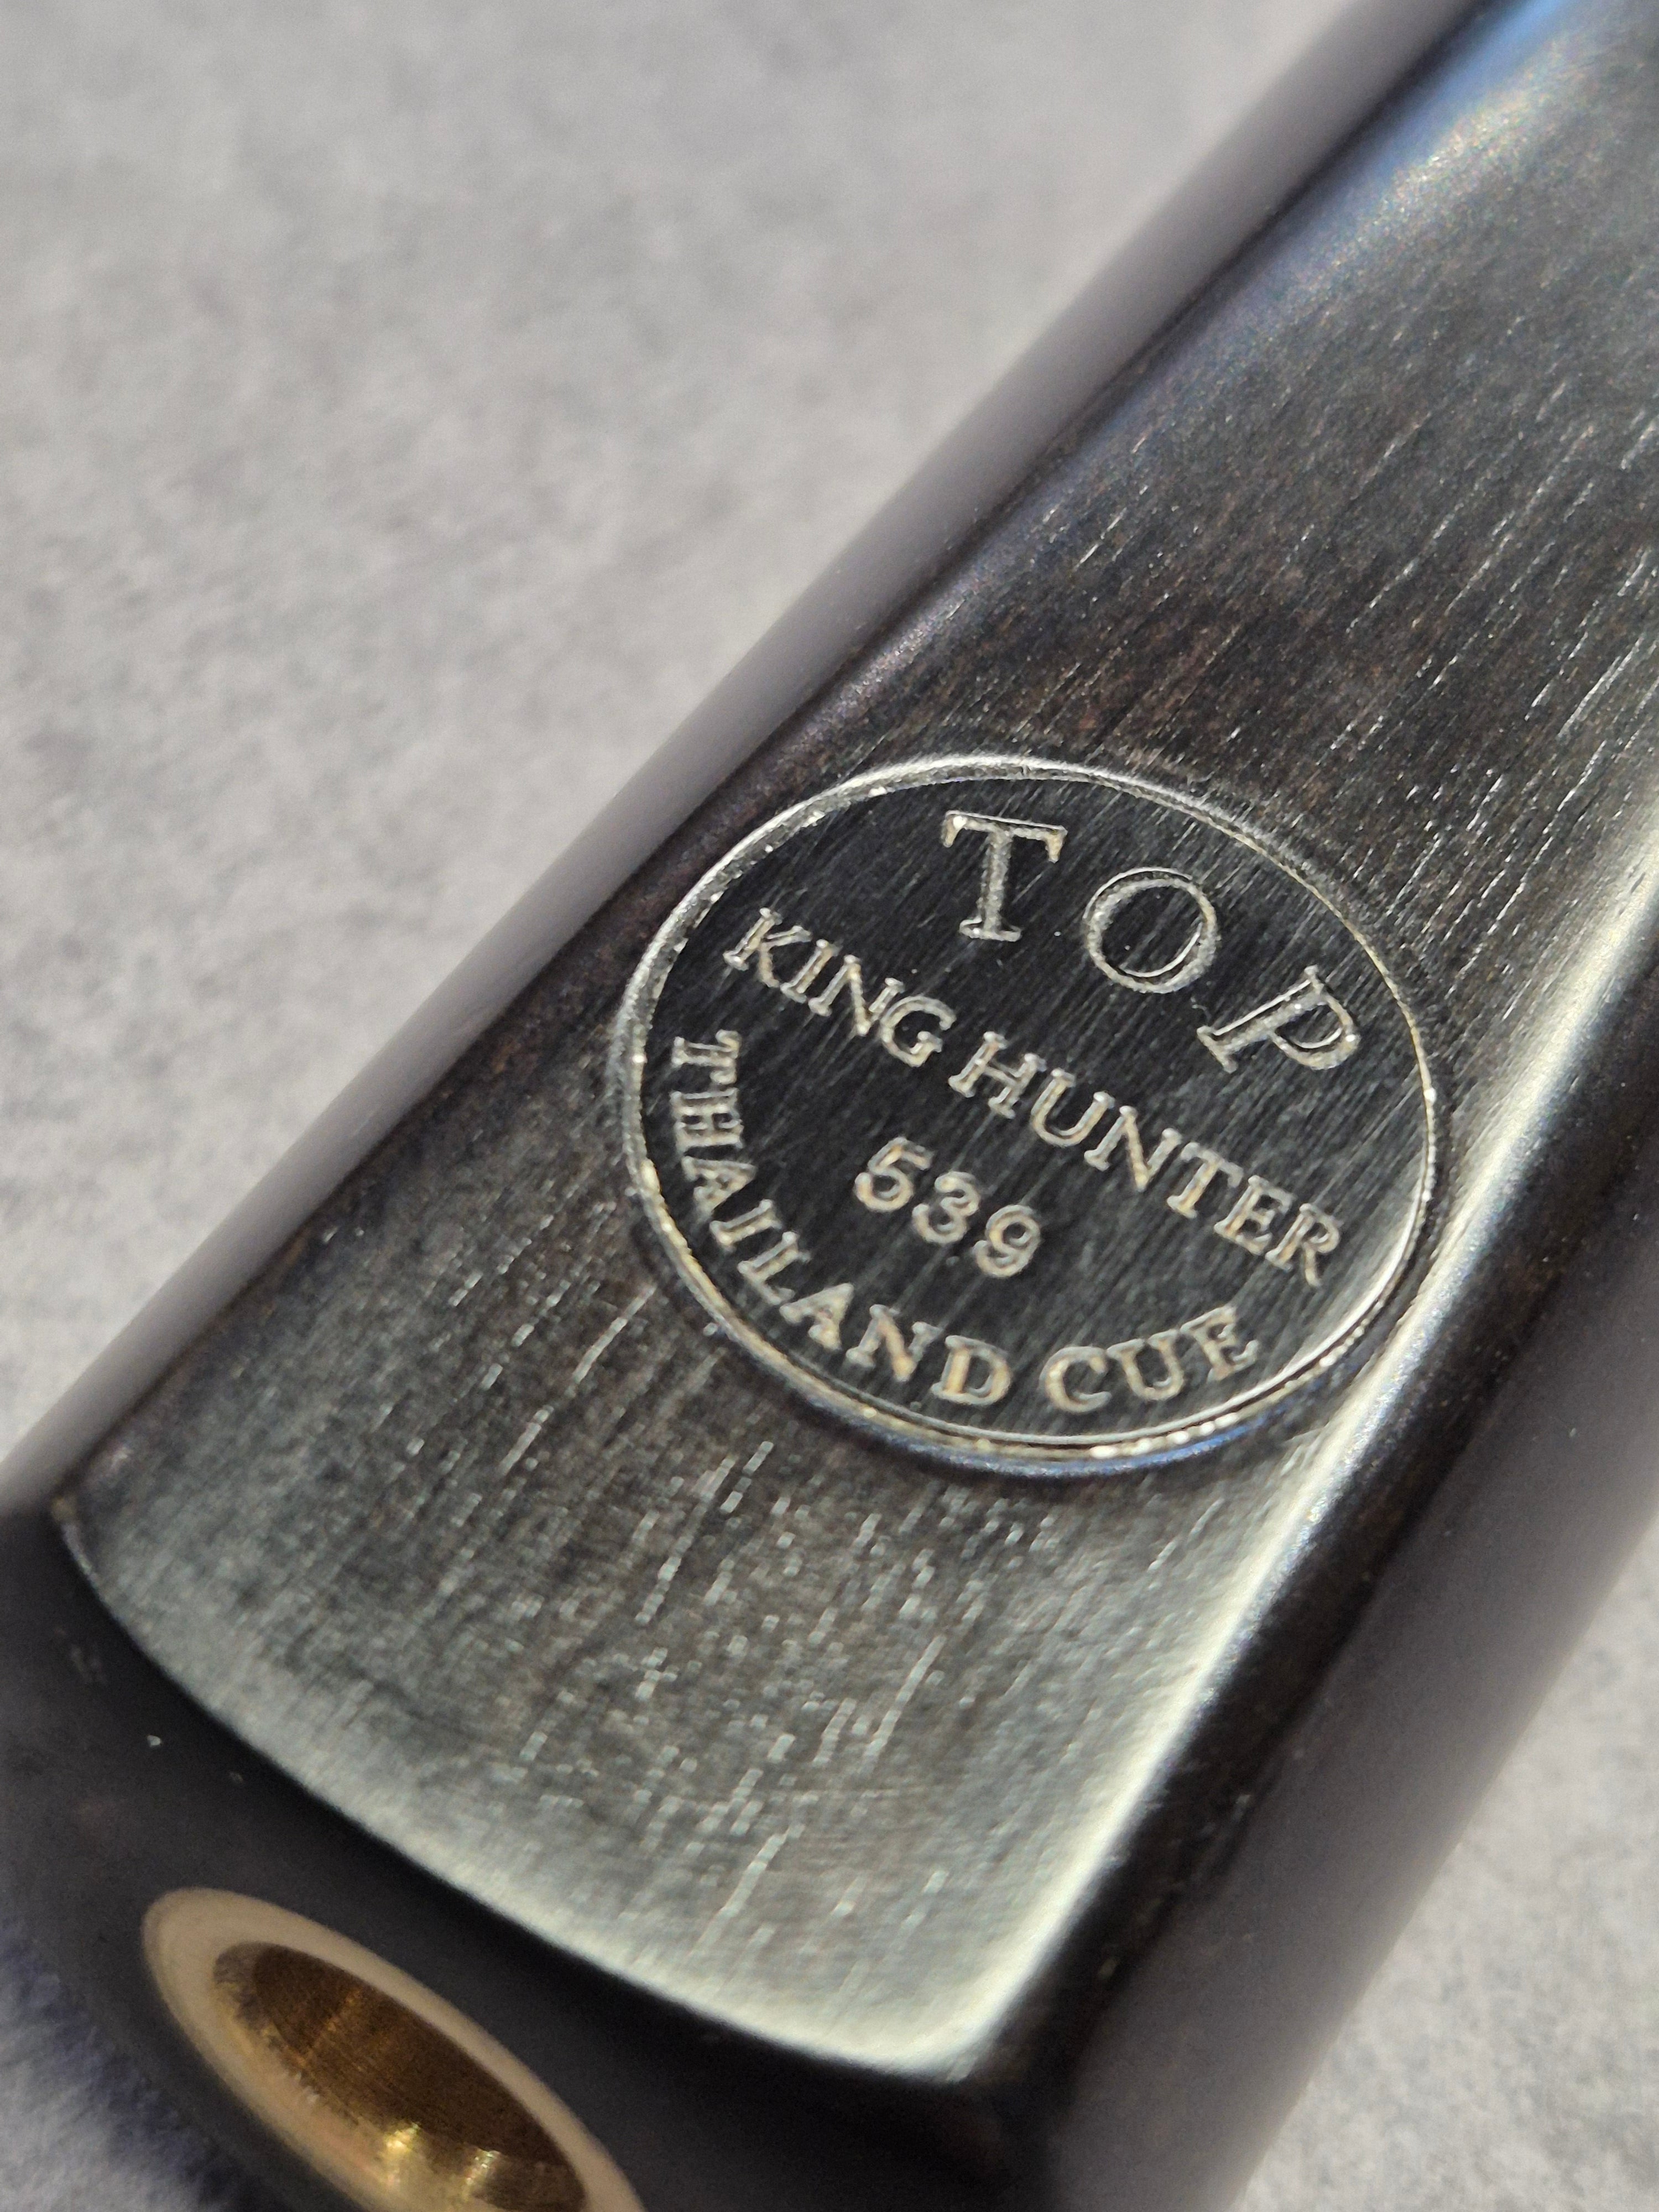 TOP
KING HUNTER
539
THAILAND CUE